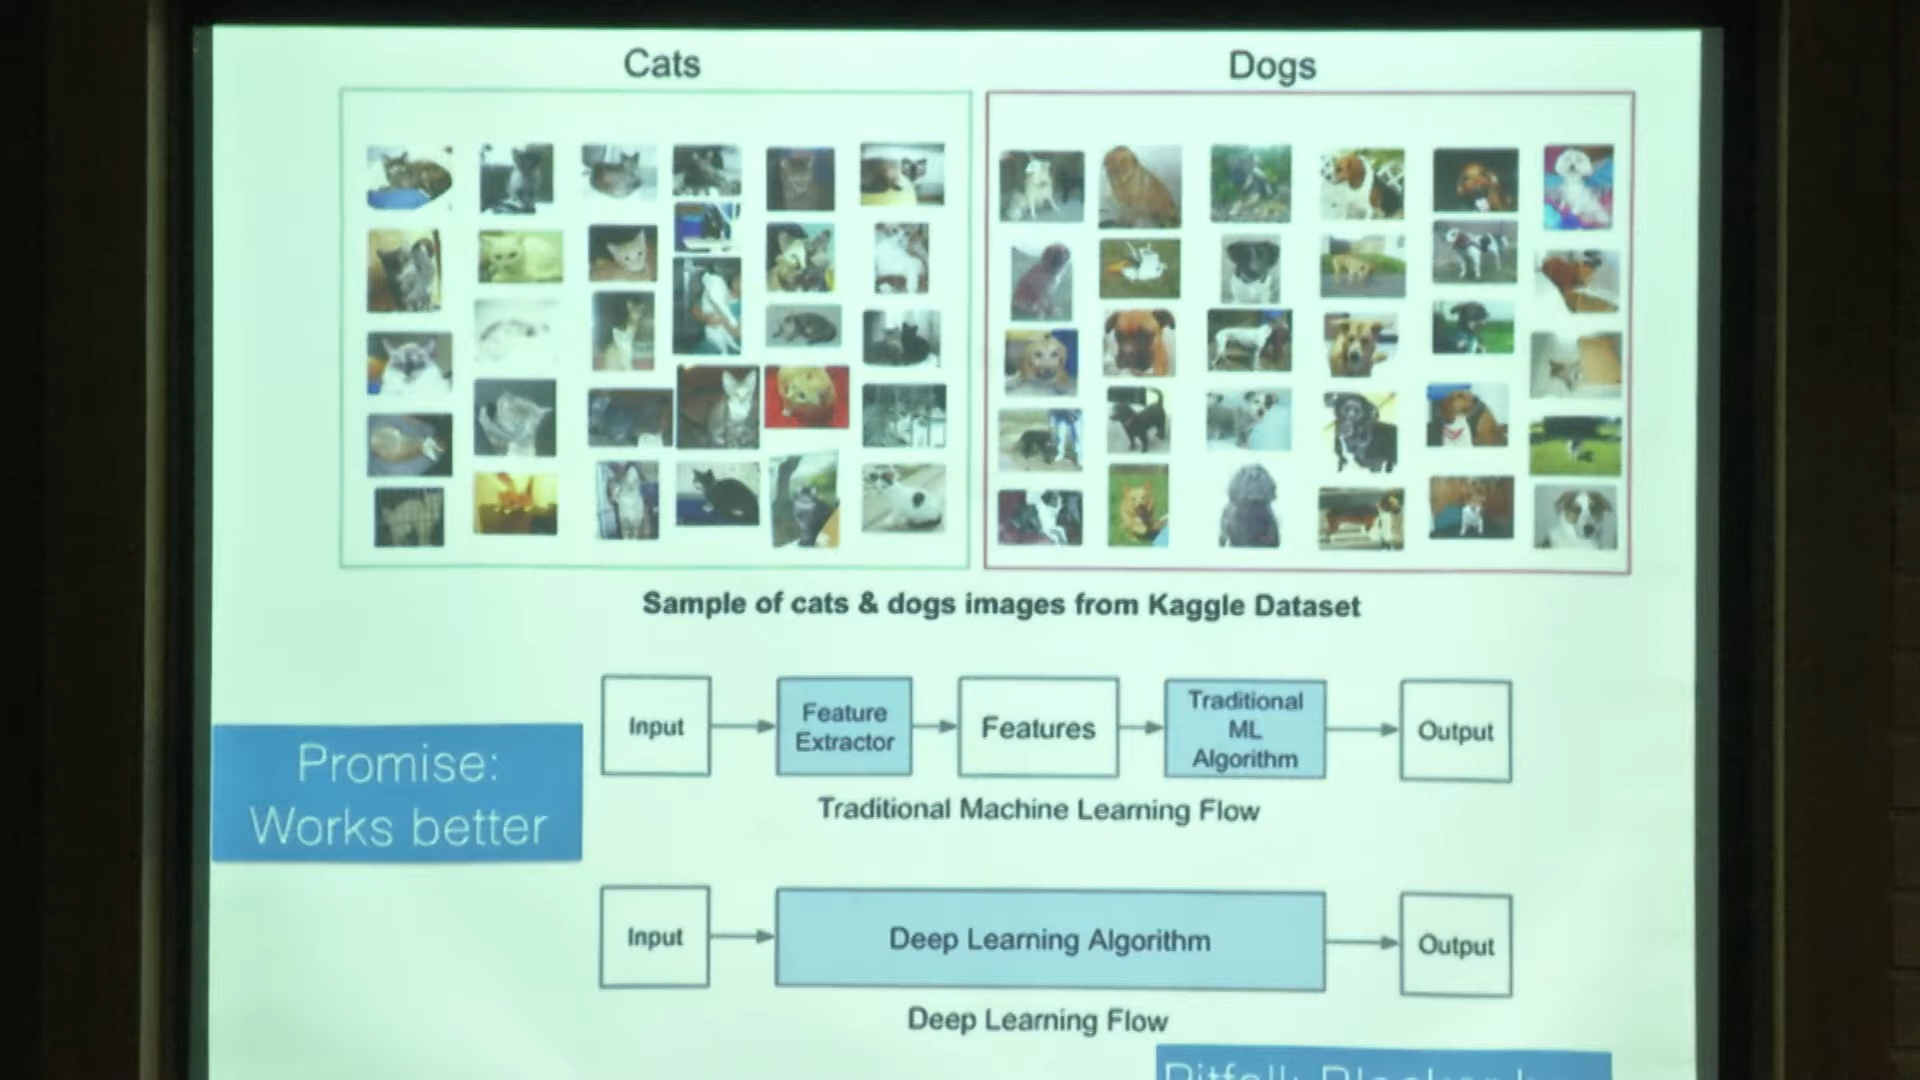 Cats
Dogs
Sample of cats & dogs images from Kaggle Dataset
Input
Feature
Extractor
Features
Traditional
ML
Algorithm
Output
Traditional Machine Learning Flow
Promise:
Works better
Input
Deep Learning Algorithm
Output
Deep Learning Flow